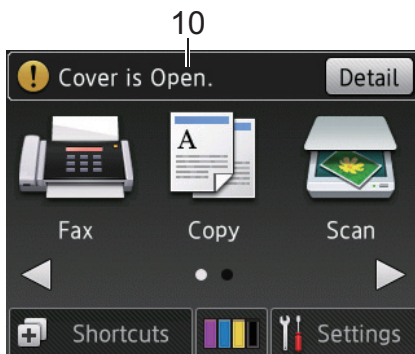 10
Cover is Open. Detail
A
Fax Copy Scan
Shortcuts Settings